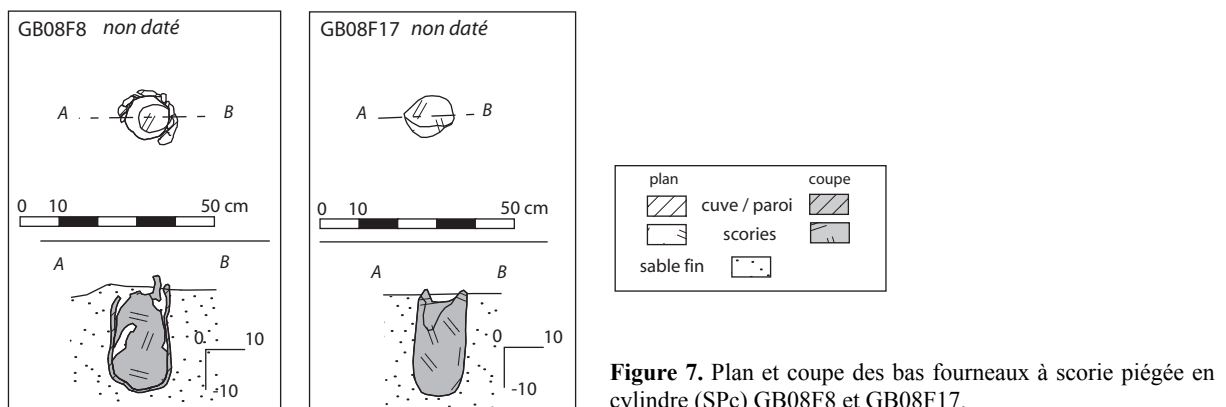 GB08F8 non daté
A B
0 10 50 cm
A B
0 10
-10
GB08F17 non daté
A B
0 10 50 cm
A B
0 10
-10
plan coupe
cuve / paroi
scories
sable fin
Figure 7. Plan et coupe des bas fourneaux à scorie piégée en
cylindre (SPc) GB08F8 et GB08F17.